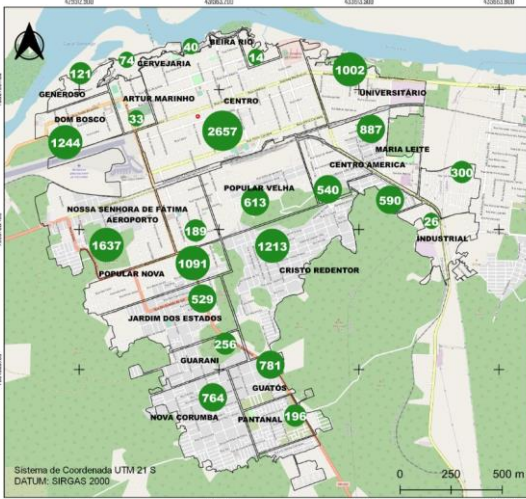 40
BEIRA RIO
74
14
CERVEJARIA
121
1002
GENEROSO
UNIVERSITÁRIO
ARTUR MARINHO
CENTRO
DOM BOSCO
33
2657
887
1244
MARIA LEITE
CENTRO AMERICA
300
POPULAR VELHA
540
590
613
NOSSA SENHORA DE FÁTIMA
AEROPORTO
189
26
INDUSTRIAL
1637
1213
1091
CRISTO REDENTOR
POPULAR NOVA
529
JARDIM DOS ESTADOS
256
GUARANI
781
GUATÓS
764
NOVA CORUMBA
PANTANAL
196
Sistema de Coordenada UTM 21 S
DATUM: SIRGAS 2000
0 250 500 m